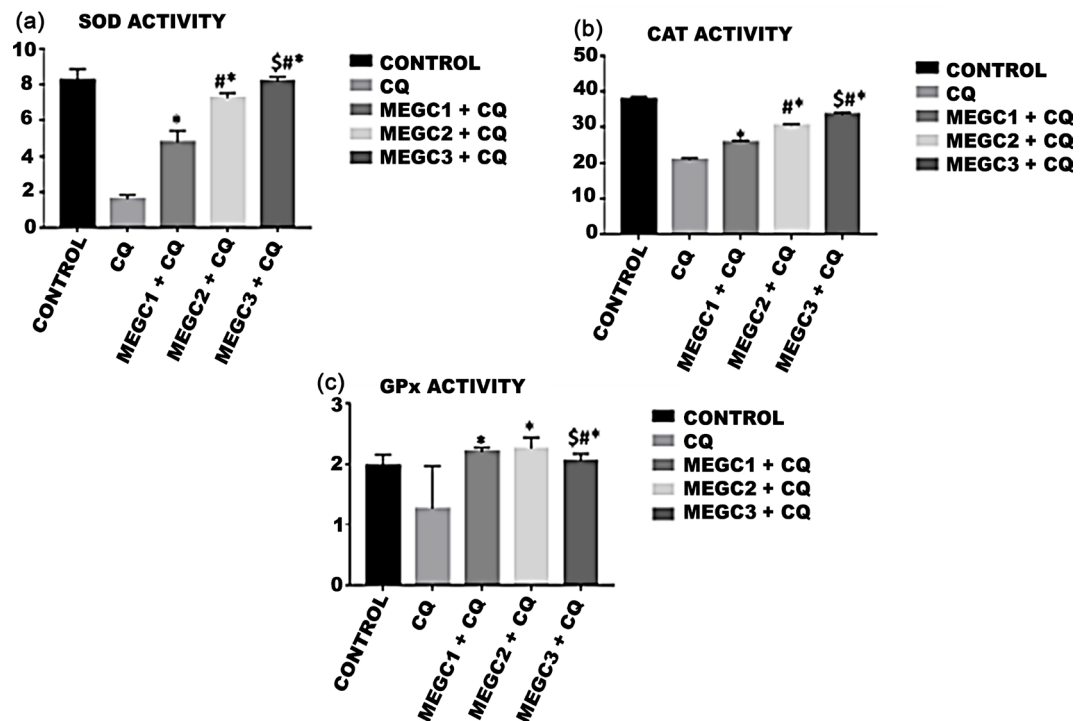 (a) SOD ACTIVITY
10
8
6
4
2
0
*
#*
$#*
CONTROL
CQ
MEGC1 + CQ
MEGC2 + CQ
MEGC3 + CQ
CONTROL
CQ
MEGC1 + CQ
MEGC2 + CQ
MEGC3 + CQ
(b) CAT ACTIVITY
50
40
30
20
10
0
*
#*
$#*
CONTROL
CQ
MEGC1 + CQ
MEGC2 + CQ
MEGC3 + CQ
CONTROL
CQ
MEGC1 + CQ
MEGC2 + CQ
MEGC3 + CQ
(c) GPx ACTIVITY
3
2
1
0
*
*
$#*
CONTROL
CQ
MEGC1 + CQ
MEGC2 + CQ
MEGC3 + CQ
CONTROL
CQ
MEGC1 + CQ
MEGC2 + CQ
MEGC3 + CQ